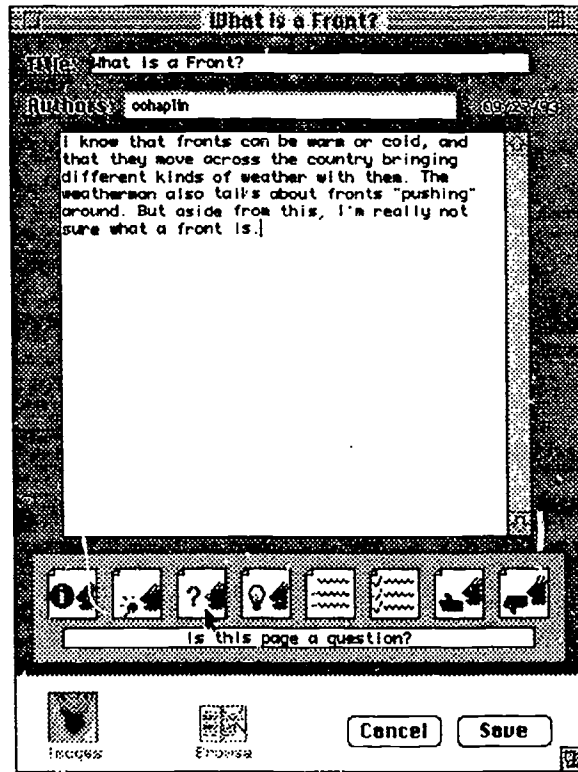 What is a Front?
Title: What is a Front?
Authors: oohaplin
I know that fronts can be warm or cold, and
that they move across the country bringing
different kinds of weather with them. The
weatherman also talks about fronts "pushing"
around. But aside from this, I'm really not
sure what a front is.
Is this page a question?
Images
Browse
Cancel
Save